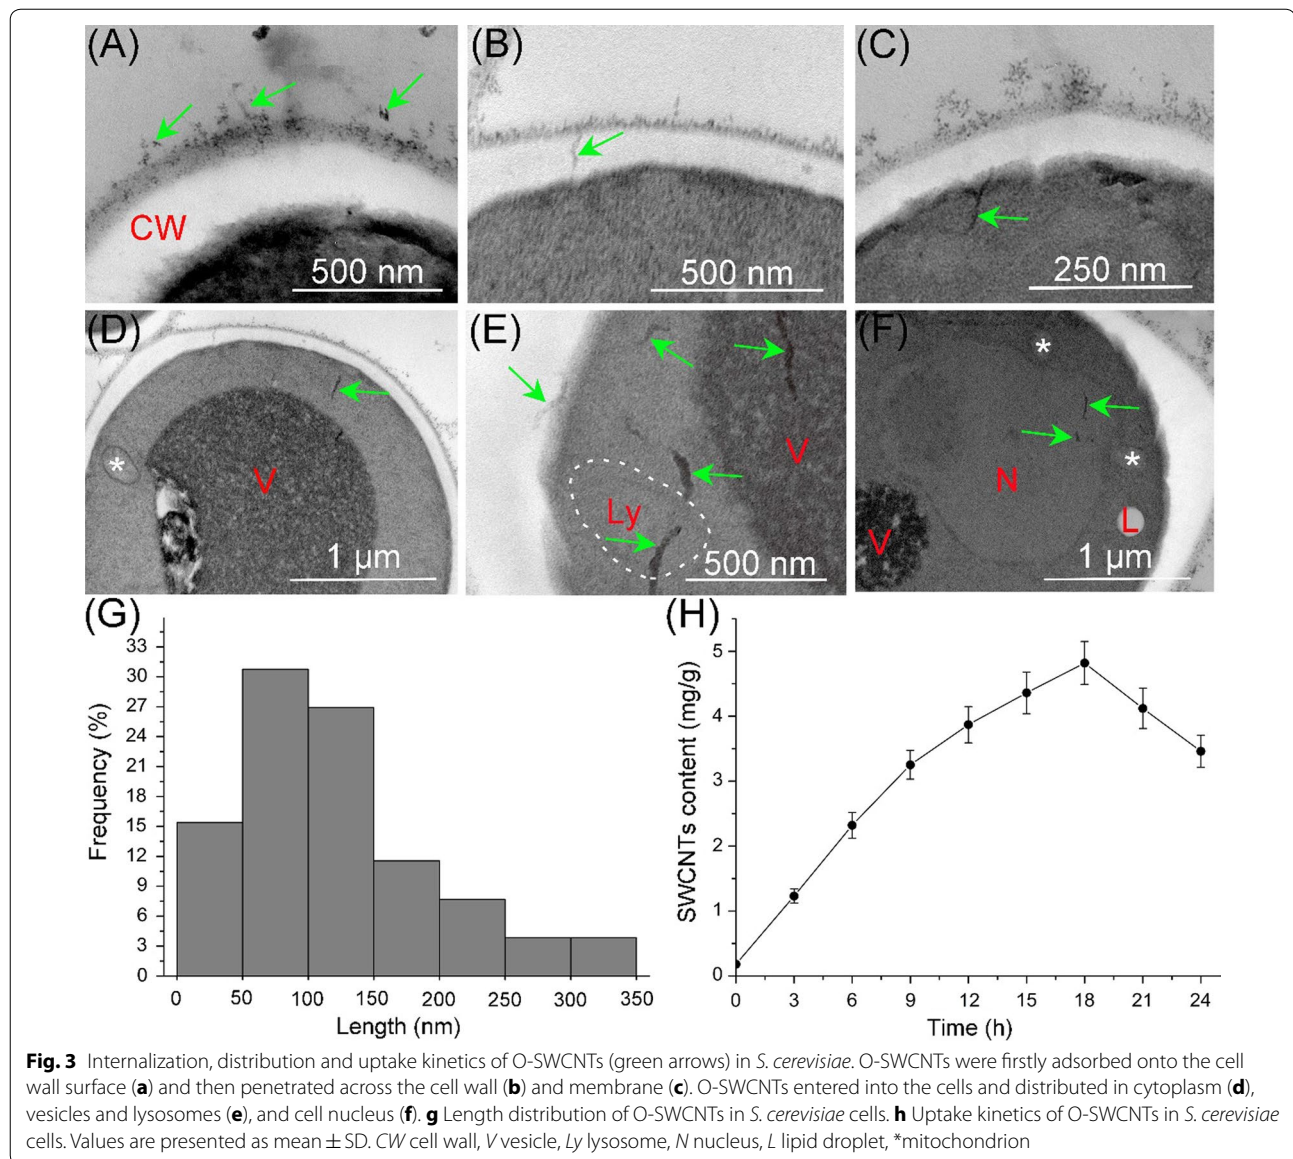 (A)
CW
500 nm
(B)
500 nm
(C)
250 nm
(D)
*
V
1 µm
(E)
V
Ly
500 nm
(F)
*
*
N
L
V
1 µm
(G)
Frequency (%)
33
30
27
24
21
18
15
12
9
6
3
0
0 50 100 150 200 250 300 350
Length (nm)
(H)
SWCNTs content (mg/g)
5
4
3
2
1
0
0 3 6 9 12 15 18 21 24
Time (h)
Fig. 3 Internalization, distribution and uptake kinetics of O-SWCNTs (green arrows) in S. cerevisiae. O-SWCNTs were firstly adsorbed onto the cell
wall surface (a) and then penetrated across the cell wall (b) and membrane (c). O-SWCNTs entered into the cells and distributed in cytoplasm (d),
vesicles and lysosomes (e), and cell nucleus (f). g Length distribution of O-SWCNTs in S. cerevisiae cells. h Uptake kinetics of O-SWCNTs in S. cerevisiae
cells. Values are presented as mean ± SD. CW cell wall, V vesicle, Ly lysosome, N nucleus, L lipid droplet, *mitochondrion